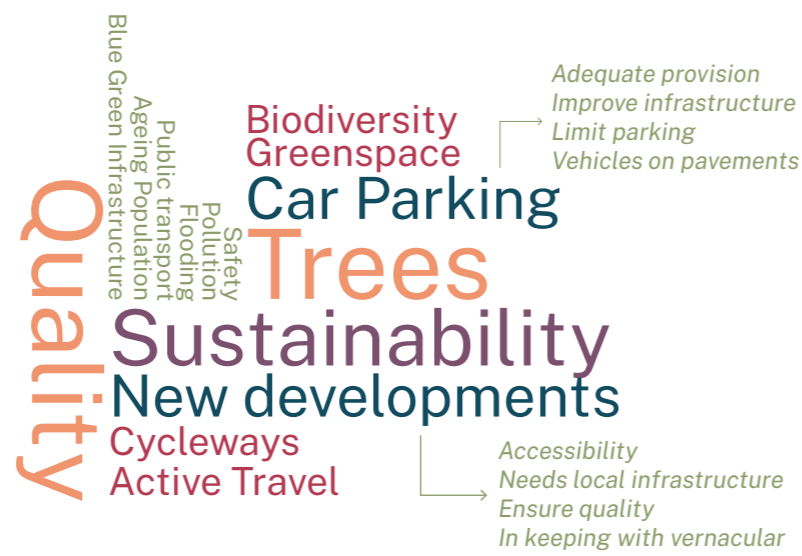 Quality
Blue Green Infrastructure
Ageing Population
Public transport
Flooding
Pollution
Safety
Biodiversity
Greenspace
Car Parking
Trees
Sustainability
New developments
Cycleways
Active Travel
Adequate provision
Improve infrastructure
Limit parking
Vehicles on pavements
Accessibility
Needs local infrastructure
Ensure quality
In keeping with vernacular